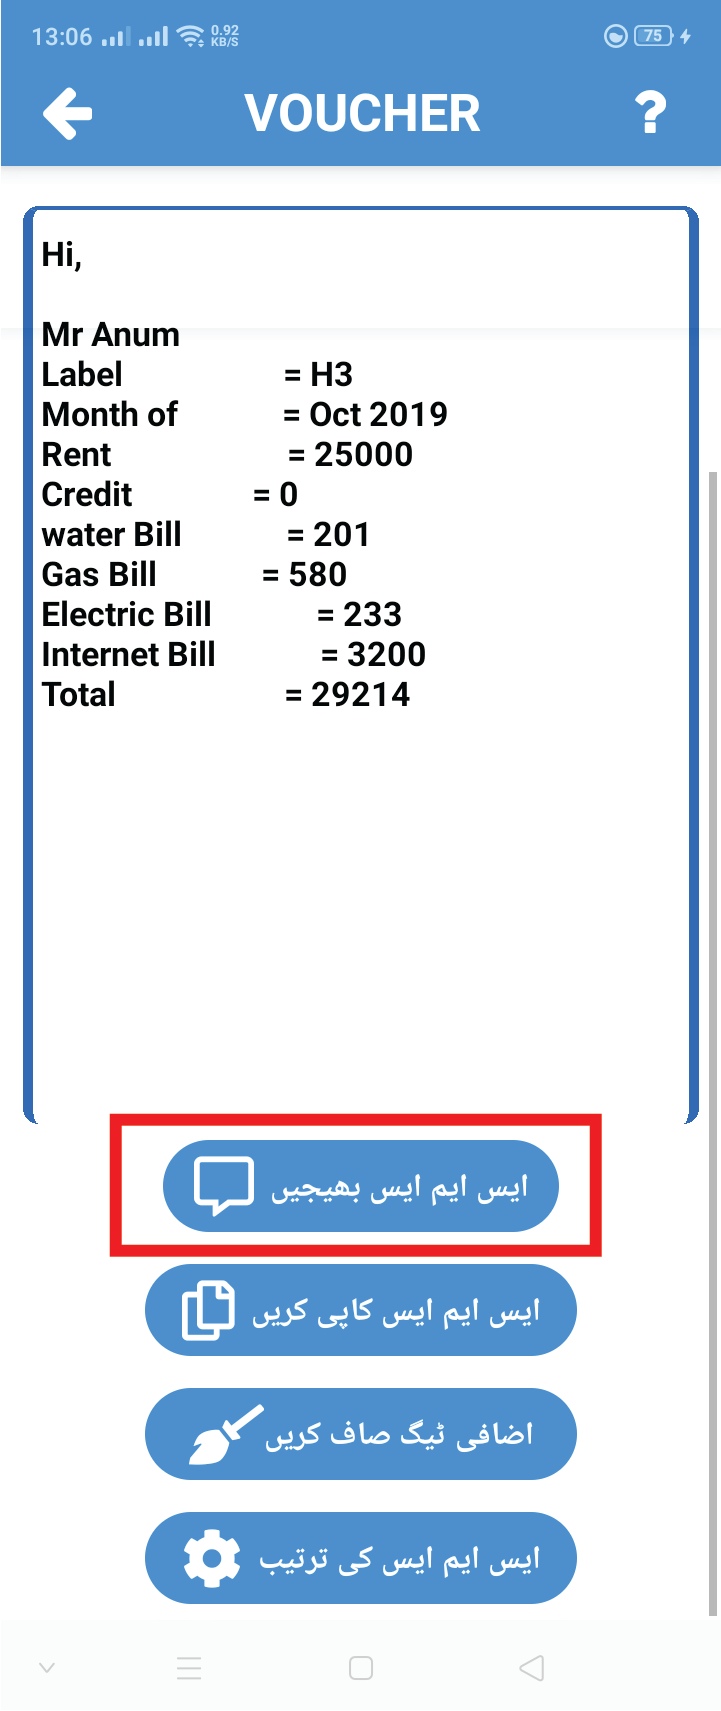 13:06 0.92 KB/S 75
VOUCHER ?
Hi,
Mr Anum
Label = H3
Month of = Oct 2019
Rent = 25000
Credit = 0
water Bill = 201
Gas Bill = 580
Electric Bill = 233
Internet Bill = 3200
Total = 29214
ایس ایم ایس بھیجیں
ایس ایم ایس کاپی کریں
اضافی ٹیگ صاف کریں
ایس ایم ایس کی ترتیب